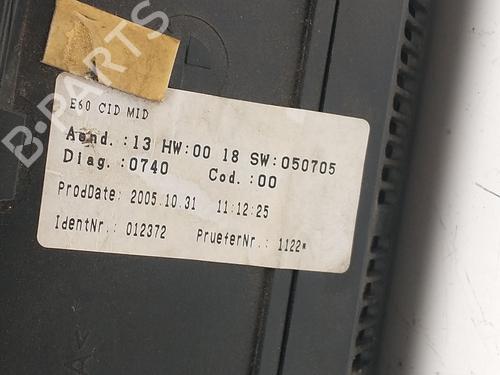 B-PARTS
E60 CID MID
Aend. :13 HW:00 18 SW:050705
Diag.:0740 Cod.:00
ProdDate: 2005.10.31 11:12:25
IdentNr.: 012372 PrueferNr.: 1122*